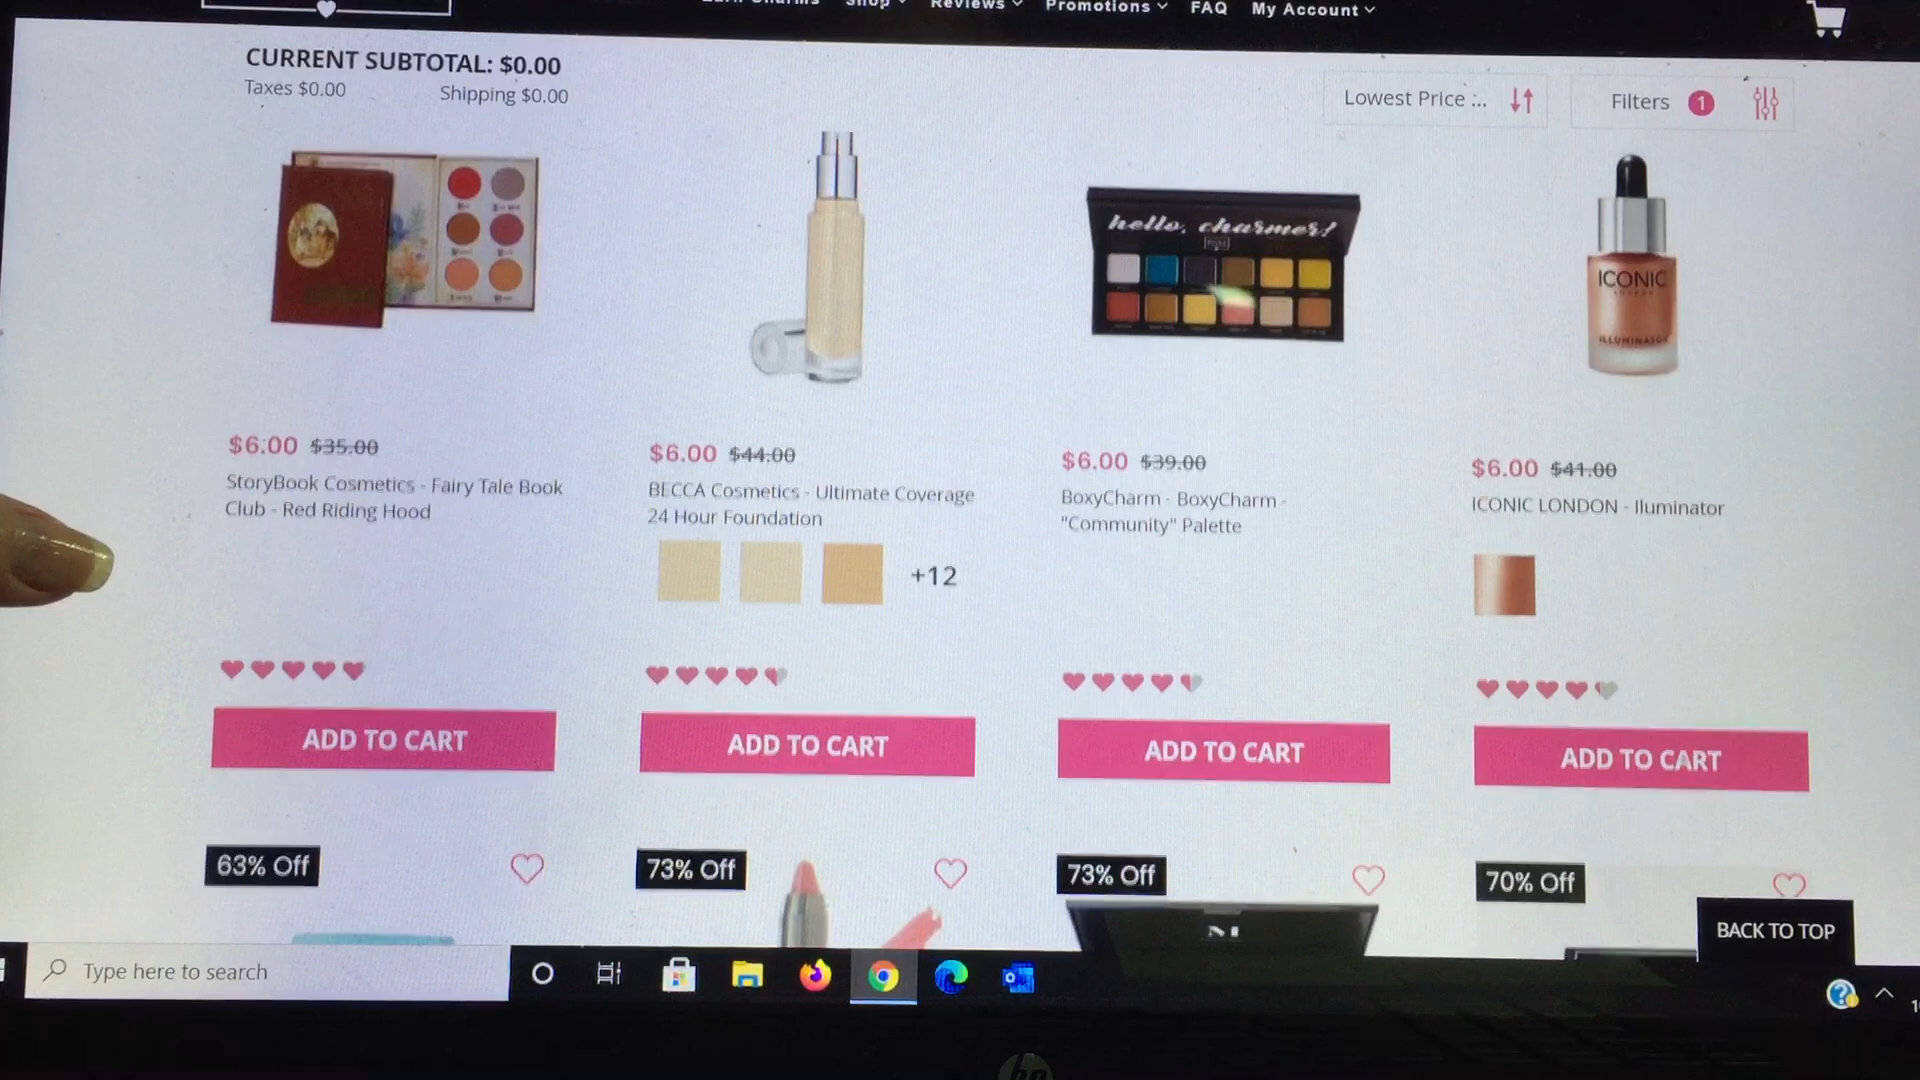 Shop
Reviews
Promotions
FAQ
My Account
CURRENT SUBTOTAL: $0.00
Taxes $0.00
Shipping $0.00
Lowest Price :..
Filters
1
hello, charmer!
ICONIC
LONDON
ILLUMINATOR
$6.00 $35.00
StoryBook Cosmetics - Fairy Tale Book
Club - Red Riding Hood
$6.00 $44.00
BECCA Cosmetics - Ultimate Coverage
24 Hour Foundation
+12
$6.00 $39.00
BoxyCharm - BoxyCharm -
"Community" Palette
$6.00 $41.00
ICONIC LONDON - Iluminator
ADD TO CART
ADD TO CART
ADD TO CART
ADD TO CART
63% Off
73% Off
73% Off
70% Off
BACK TO TOP
Type here to search
hp